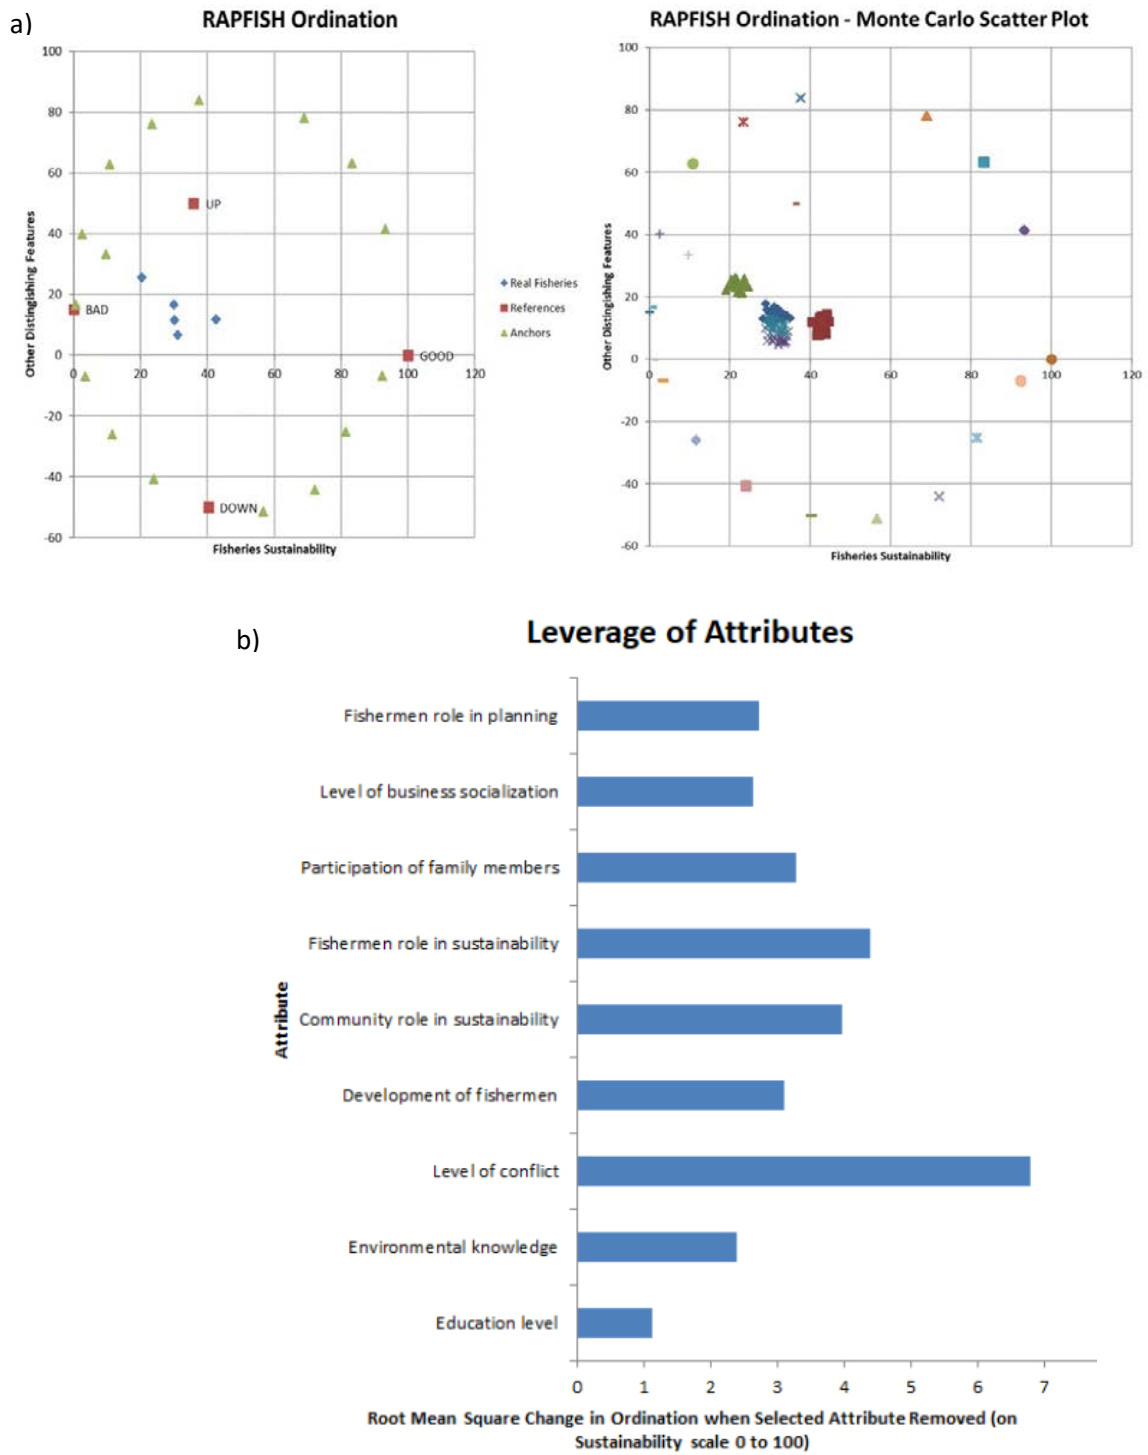 a)
RAPFISH Ordination
100
80
60
40
20
0
-20
-40
-60
0 20 40 60 80 100 120
UP
BAD
GOOD
DOWN
Other Distingishing Features
Fisheries Sustainability
Real Fisheries
References
Anchors
RAPFISH Ordination - Monte Carlo Scatter Plot
100
80
60
40
20
0
-20
-40
-60
0 20 40 60 80 100 120
Other Distingishing Features
Fisheries Sustainability
b)
Leverage of Attributes
Attribute
Fishermen role in planning
Level of business socialization
Participation of family members
Fishermen role in sustainability
Community role in sustainability
Development of fishermen
Level of conflict
Environmental knowledge
Education level
0 1 2 3 4 5 6 7
Root Mean Square Change in Ordination when Selected Attribute Removed (on
Sustainability scale 0 to 100)